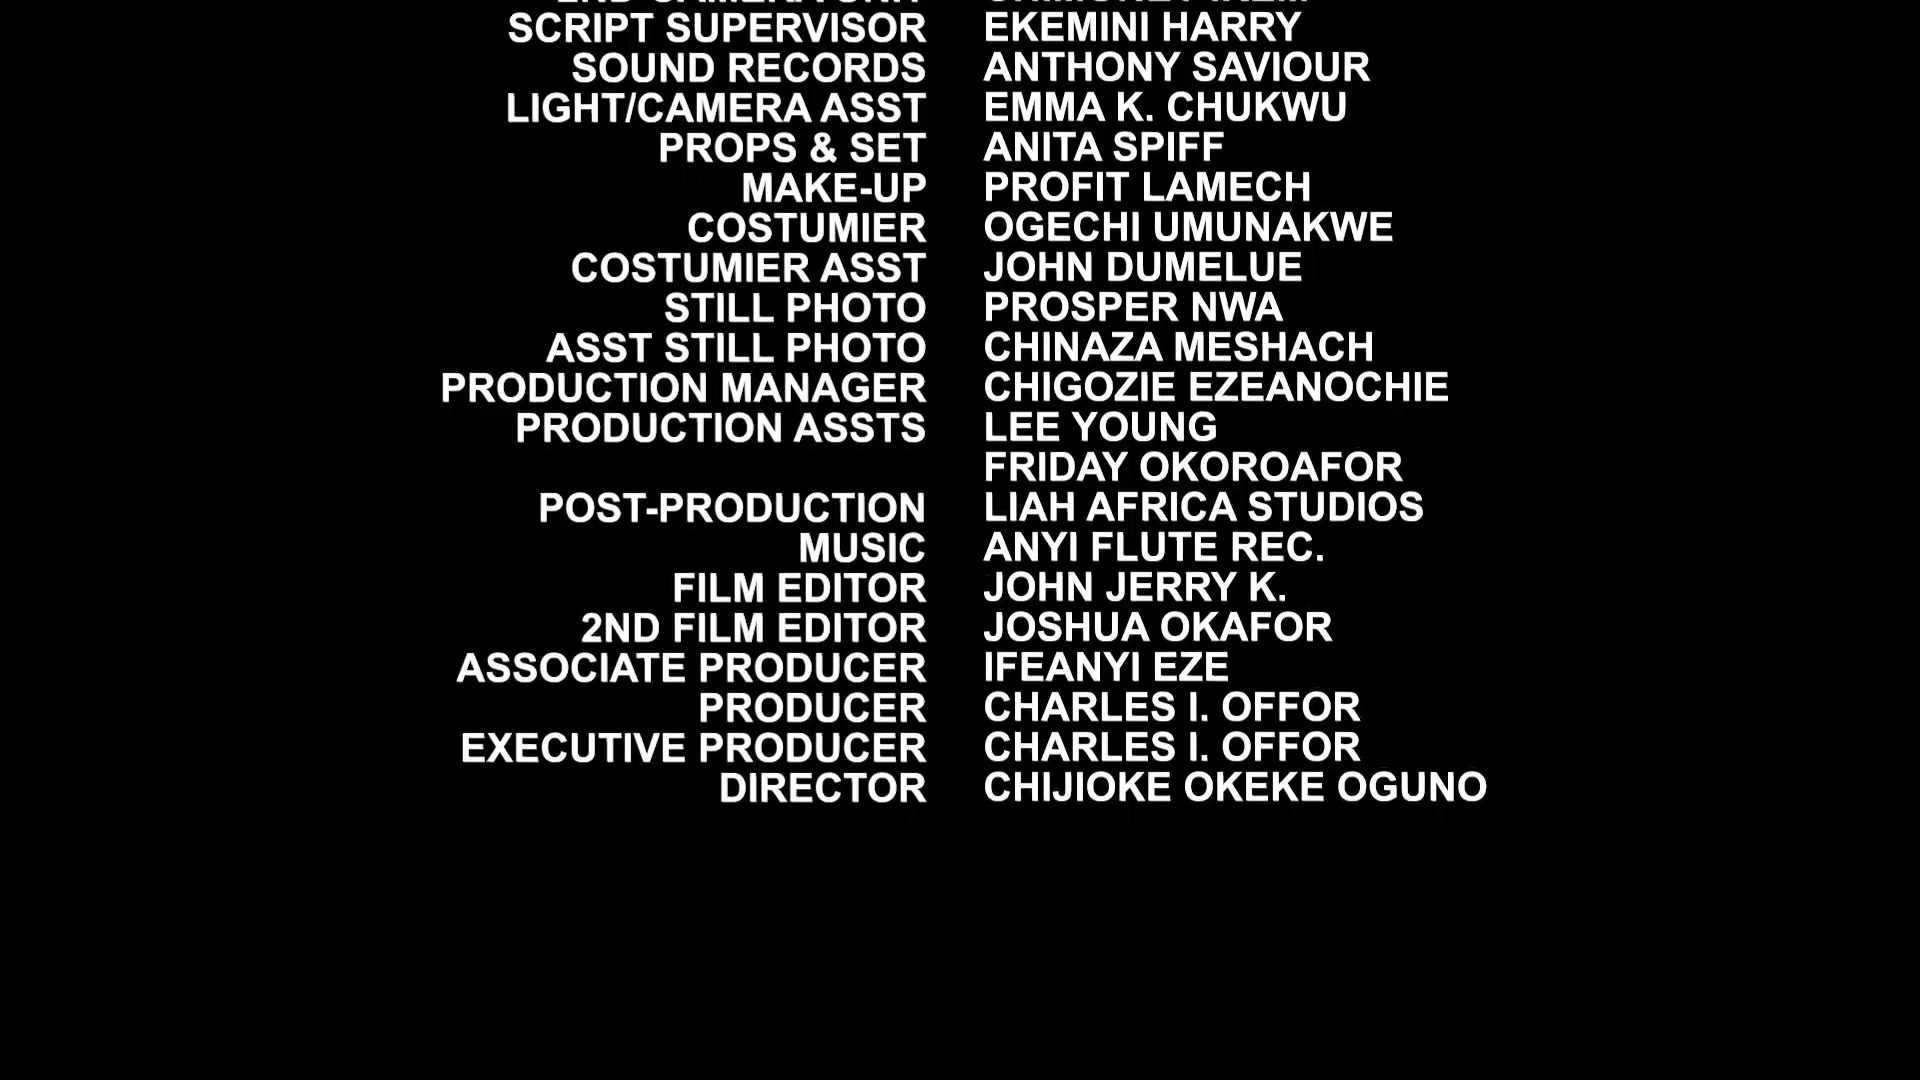 SCRIPT SUPERVISOR EKEMINI HARRY
SOUND RECORDS ANTHONY SAVIOUR
LIGHT/CAMERA ASST EMMA K. CHUKWU
PROPS & SET ANITA SPIFF
MAKE-UP PROFIT LAMECH
COSTUMIER OGECHI UMUNAKWE
COSTUMIER ASST JOHN DUMELUE
STILL PHOTO PROSPER NWA
ASST STILL PHOTO CHINAZA MESHACH
PRODUCTION MANAGER CHIGOZIE EZEANOCHIE
PRODUCTION ASSTS LEE YOUNG
FRIDAY OKOROAFOR
POST-PRODUCTION LIAH AFRICA STUDIOS
MUSIC ANYI FLUTE REC.
FILM EDITOR JOHN JERRY K.
2ND FILM EDITOR JOSHUA OKAFOR
ASSOCIATE PRODUCER IFEANYI EZE
PRODUCER CHARLES I. OFFOR
EXECUTIVE PRODUCER CHARLES I. OFFOR
DIRECTOR CHIJIOKE OKEKE OGUNO